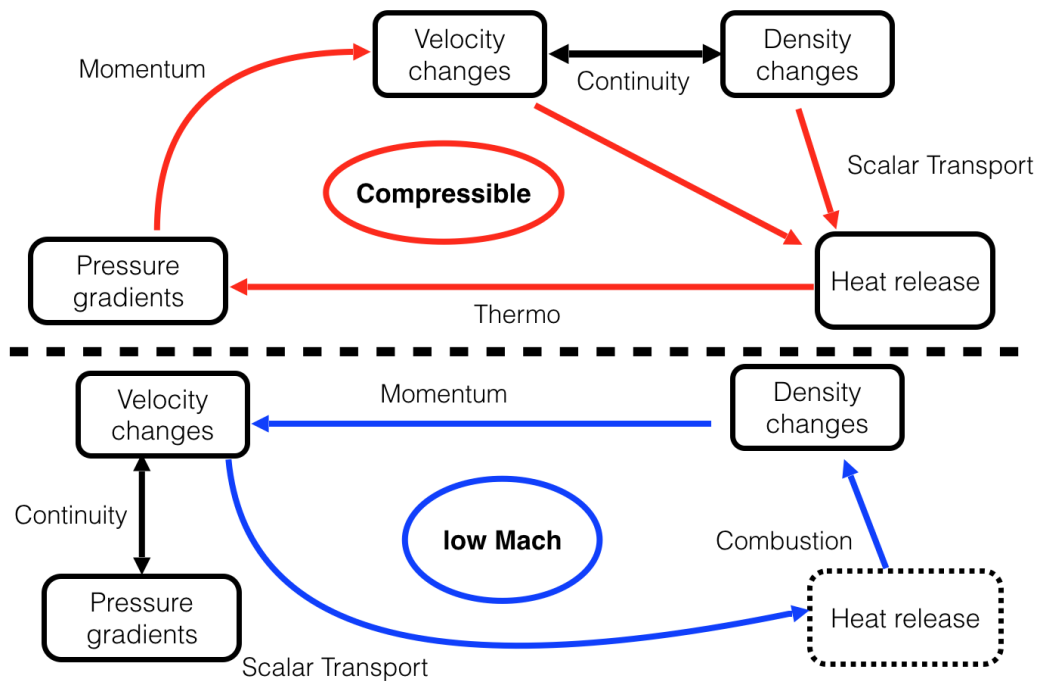 Velocity
changes
Density
changes
Momentum
Continuity
Scalar Transport
Compressible
Pressure
gradients
Heat release
Thermo
Velocity
changes
Momentum
Density
changes
Continuity
low Mach
Combustion
Pressure
gradients
Heat release
Scalar Transport